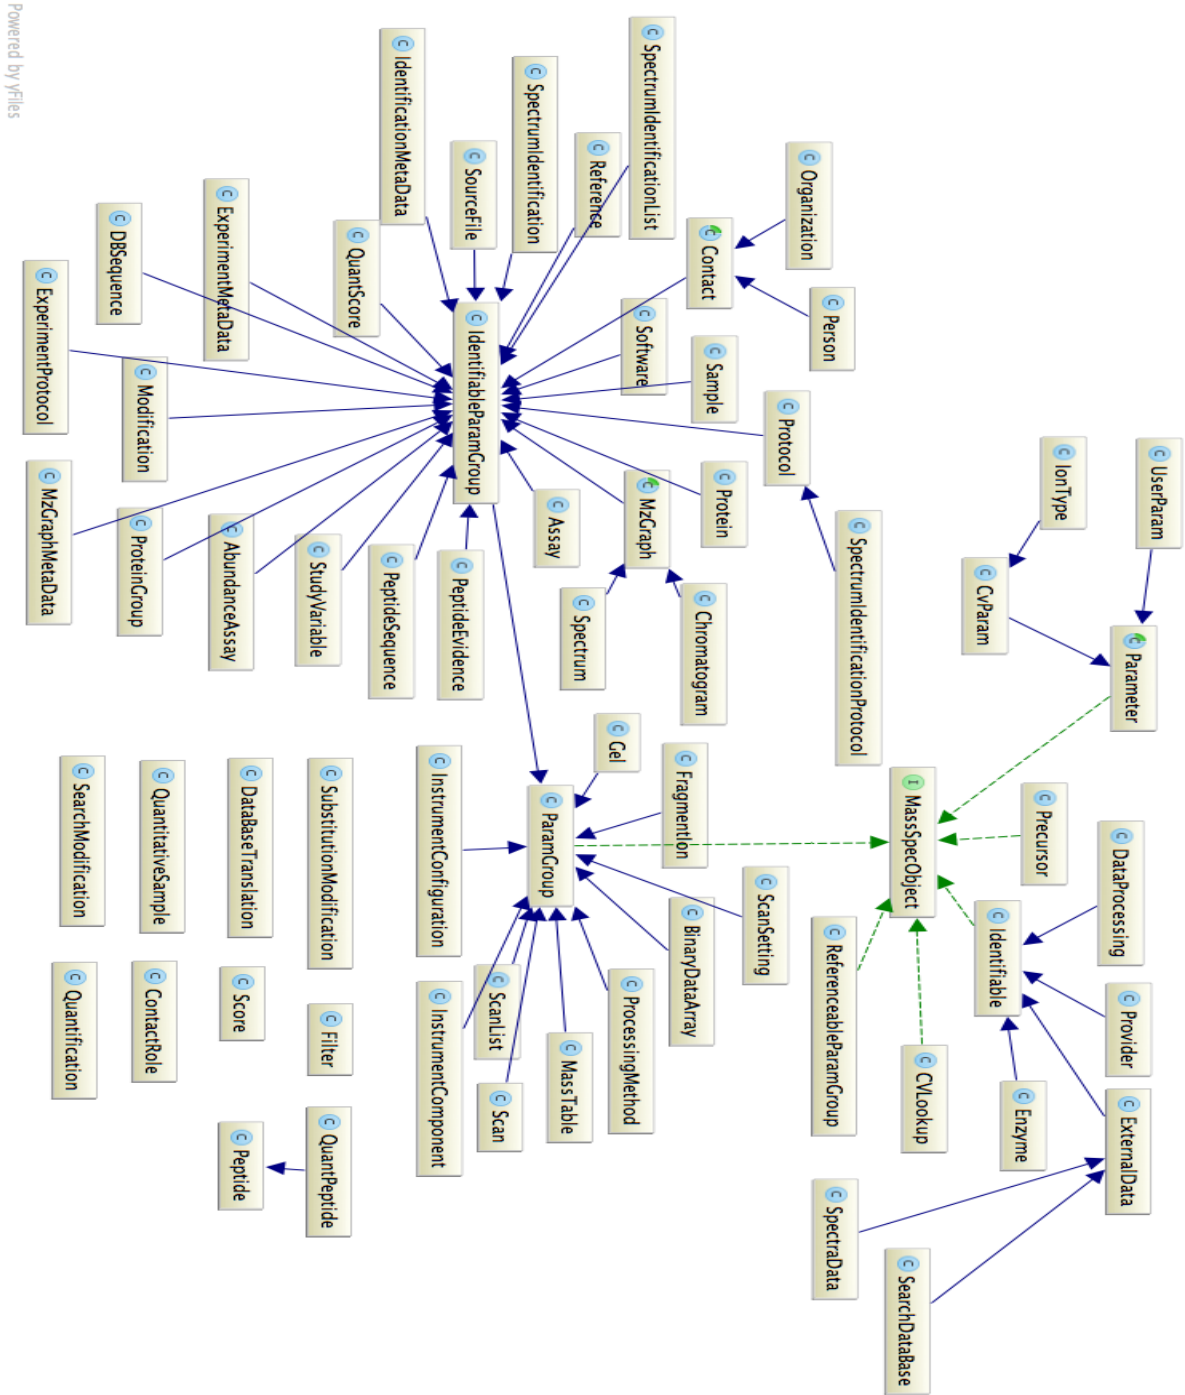 Powered by yFiles
SpectrumIdentificationList
IdentificationMetaData
SpectrumIdentification
Reference
SourceFile
Organization
Contact
Person
ExperimentMetaData
DBSequence
QuantScore
ExperimentProtocol
IdentifiableParamGroup
Software
Sample
Modification
Protocol
UserParam
IonType
MzGraphMetaData
ProteinGroup
AbundanceAssay
StudyVariable
PeptideSequence
PeptideEvidence
Assay
MzGraph
Protein
Spectrum
Chromatogram
SpectrumIdentificationProtocol
CvParam
Parameter
Gel
Fragmention
InstrumentConfiguration
ParamGroup
MassSpecObject
Precursor
DataProcessing
SearchModification
QuantitativeSample
DataBaseTranslation
SubstitutionModification
ScanSetting
BinaryDataArray
ReferenceableParamGroup
Identifiable
Provider
Quantification
ContactRole
Score
Filter
InstrumentComponent
ScanList
Scan
MassTable
ProcessingMethod
CVLookup
Enzyme
ExternalData
Peptide
QuantPeptide
SpectraData
SearchDataBase